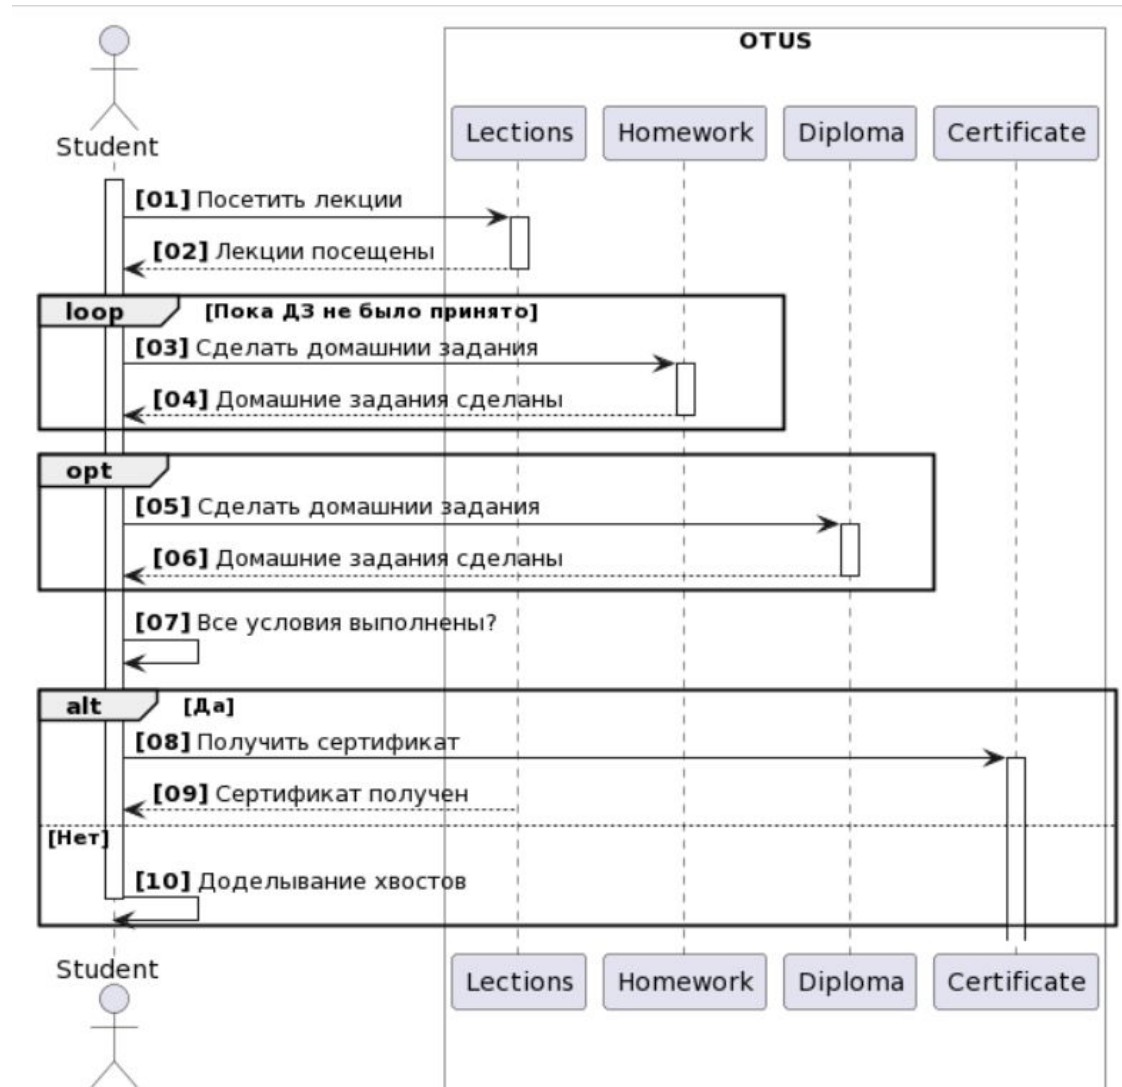 OTUS
Student
Lections
Homework
Diploma
Certificate
[01] Посетить лекции
[02] Лекции посещены
loop
[Пока ДЗ не было принято]
[03] Сделать домашнии задания
[04] Домашние задания сделаны
opt
[05] Сделать домашнии задания
[06] Домашние задания сделаны
[07] Все условия выполнены?
alt
[Да]
[08] Получить сертификат
[09] Сертификат получен
[Нет]
[10] Доделывание хвостов
Student
Lections
Homework
Diploma
Certificate